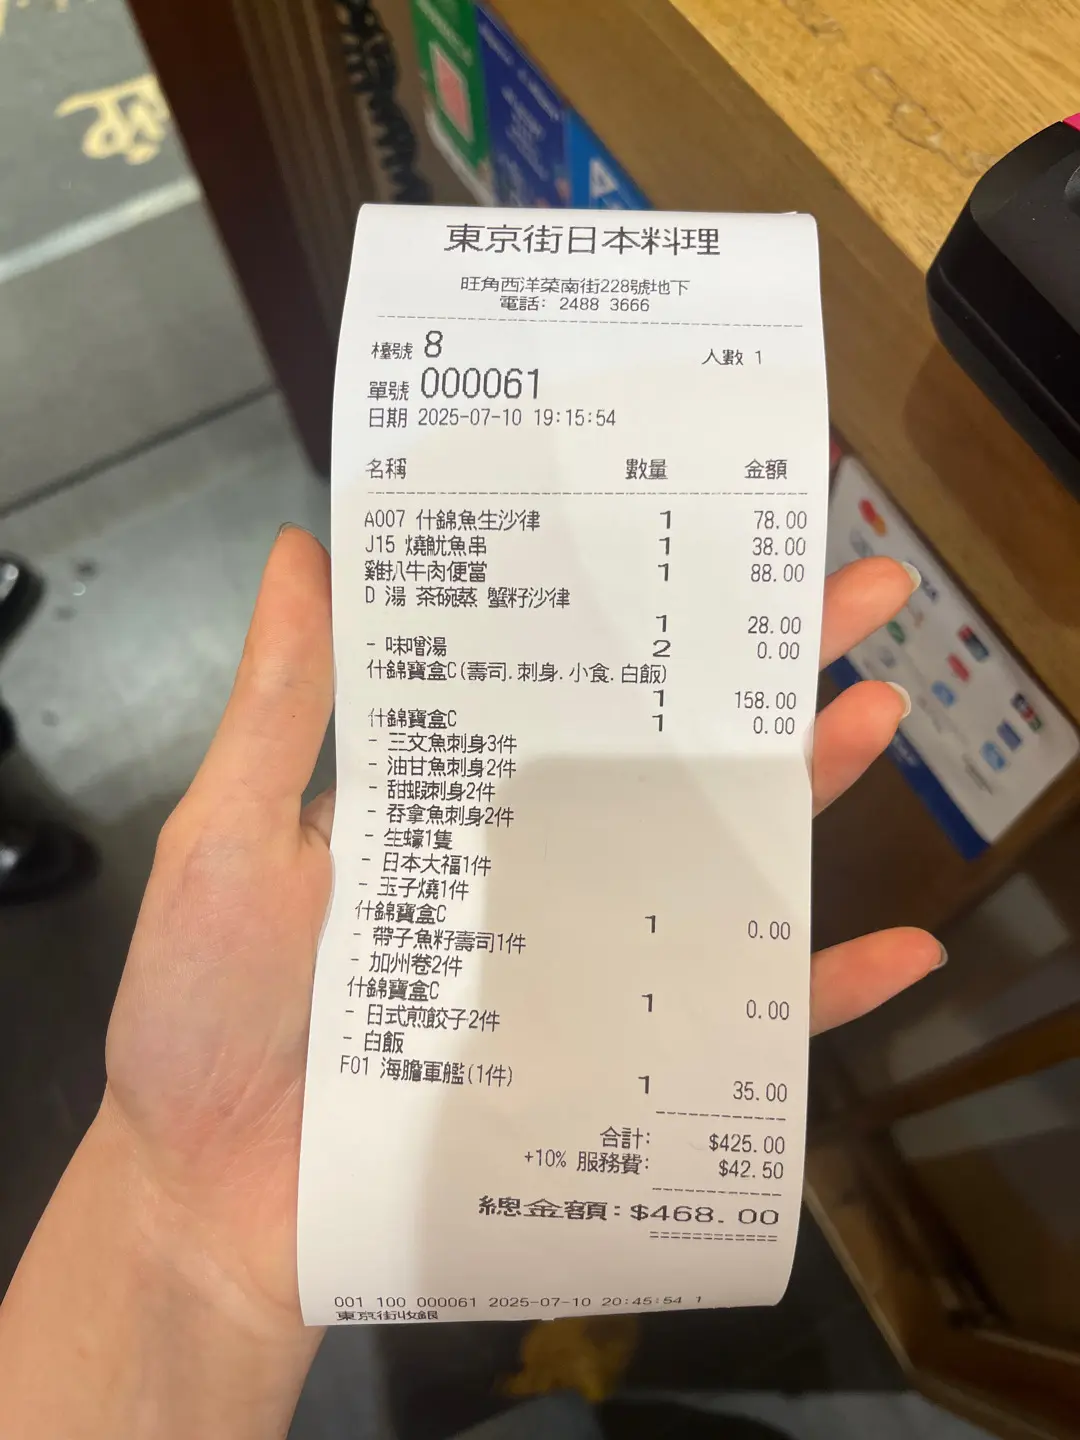 東京街日本料理
旺角西洋菜南街228號地下
電話: 2488 3666
檯號 8 人數 1
單號 000061
日期 2025-07-10 19:15:54
名稱 數量 金額
A007 什錦魚生沙律 1 78.00
J15 燒魷魚串 1 38.00
雞扒牛肉便當 1 88.00
D 湯 茶碗蒸 蟹籽沙律
1 28.00
- 味噌湯 2 0.00
什錦寶盒C(壽司.刺身.小食.白飯)
1 158.00
什錦寶盒C 1 0.00
- 三文魚刺身3件
- 油甘魚刺身2件
- 甜蝦刺身2件
- 吞拿魚刺身2件
- 生蠔1隻
- 日本大福1件
- 玉子燒1件
什錦寶盒C 1 0.00
- 帶子魚籽壽司1件
- 加州卷2件
什錦寶盒C 1 0.00
- 日式煎餃子2件
- 白飯
F01 海膽軍艦(1件)
1 35.00
合計: $425.00
+10% 服務費: $42.50
總金額: $468.00
001 100 000061 2025-07-10 20:45:54 1
東京街收銀